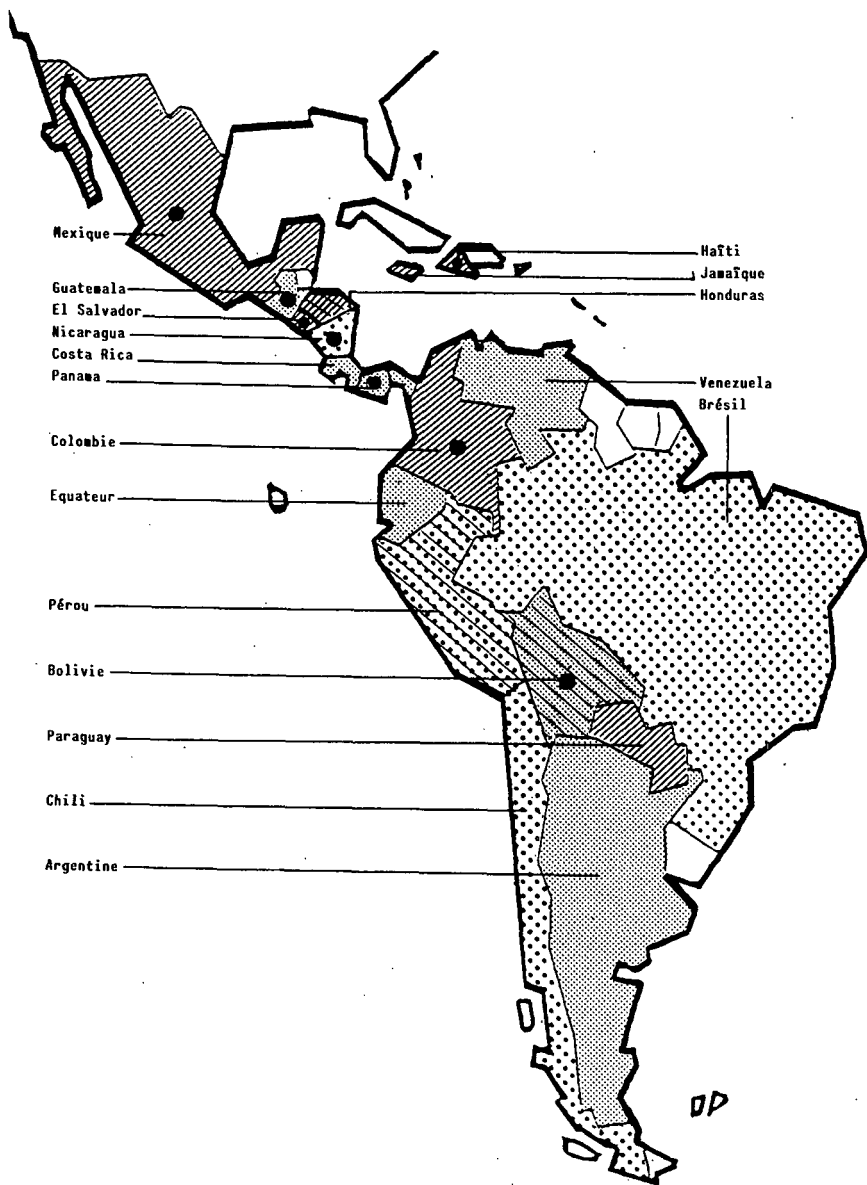 Mexique
Guatemala
El Salvador
Nicaragua
Costa Rica
Panama
Colombie
Equateur
Pérou
Bolivie
Paraguay
Chili
Argentine
Haïti
Jamaïque
Honduras
Venezuela
Brésil